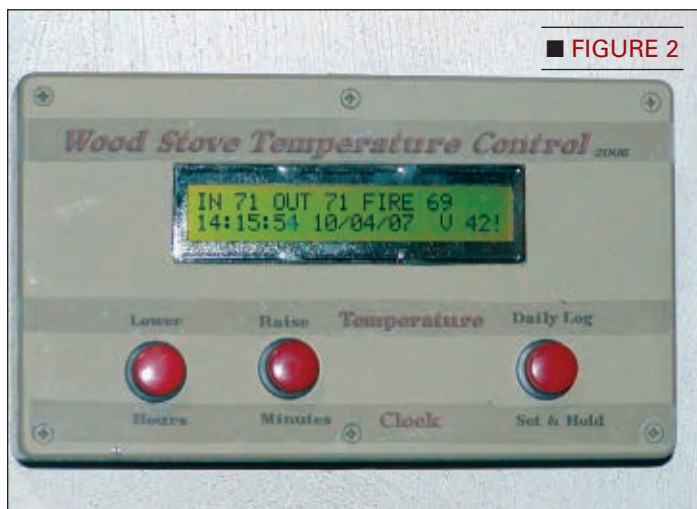 ■ FIGURE 2
Wood Stove Temperature Control 2006
IN 71 OUT 71 FIRE 69
14:15:54 10/04/07 V 42!
Lower Raise Temperature Daily Log
Hours Minutes Clock Set & Hold